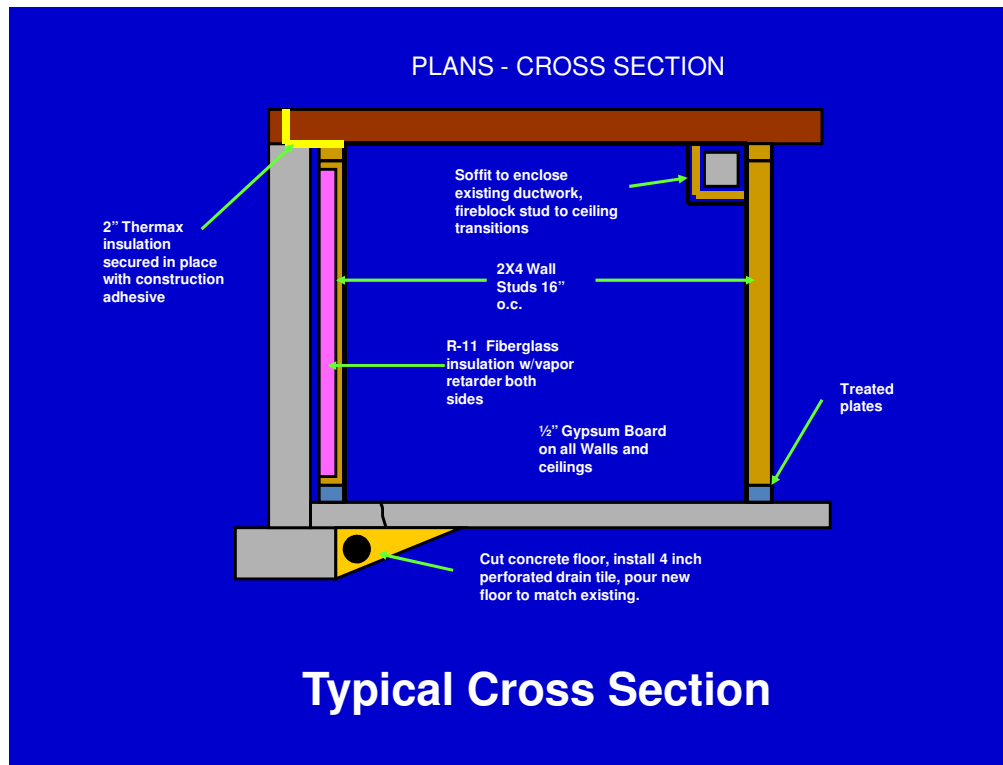 PLANS - CROSS SECTION
Soffit to enclose
existing ductwork,
fireblock stud to ceiling
transitions
2” Thermax
insulation
secured in place
with construction
adhesive
2X4 Wall
Studs 16”
o.c.
R-11 Fiberglass
insulation w/vapor
retarder both
sides
Treated
plates
½” Gypsum Board
on all Walls and
ceilings
Cut concrete floor, install 4 inch
perforated drain tile, pour new
floor to match existing.
Typical Cross Section